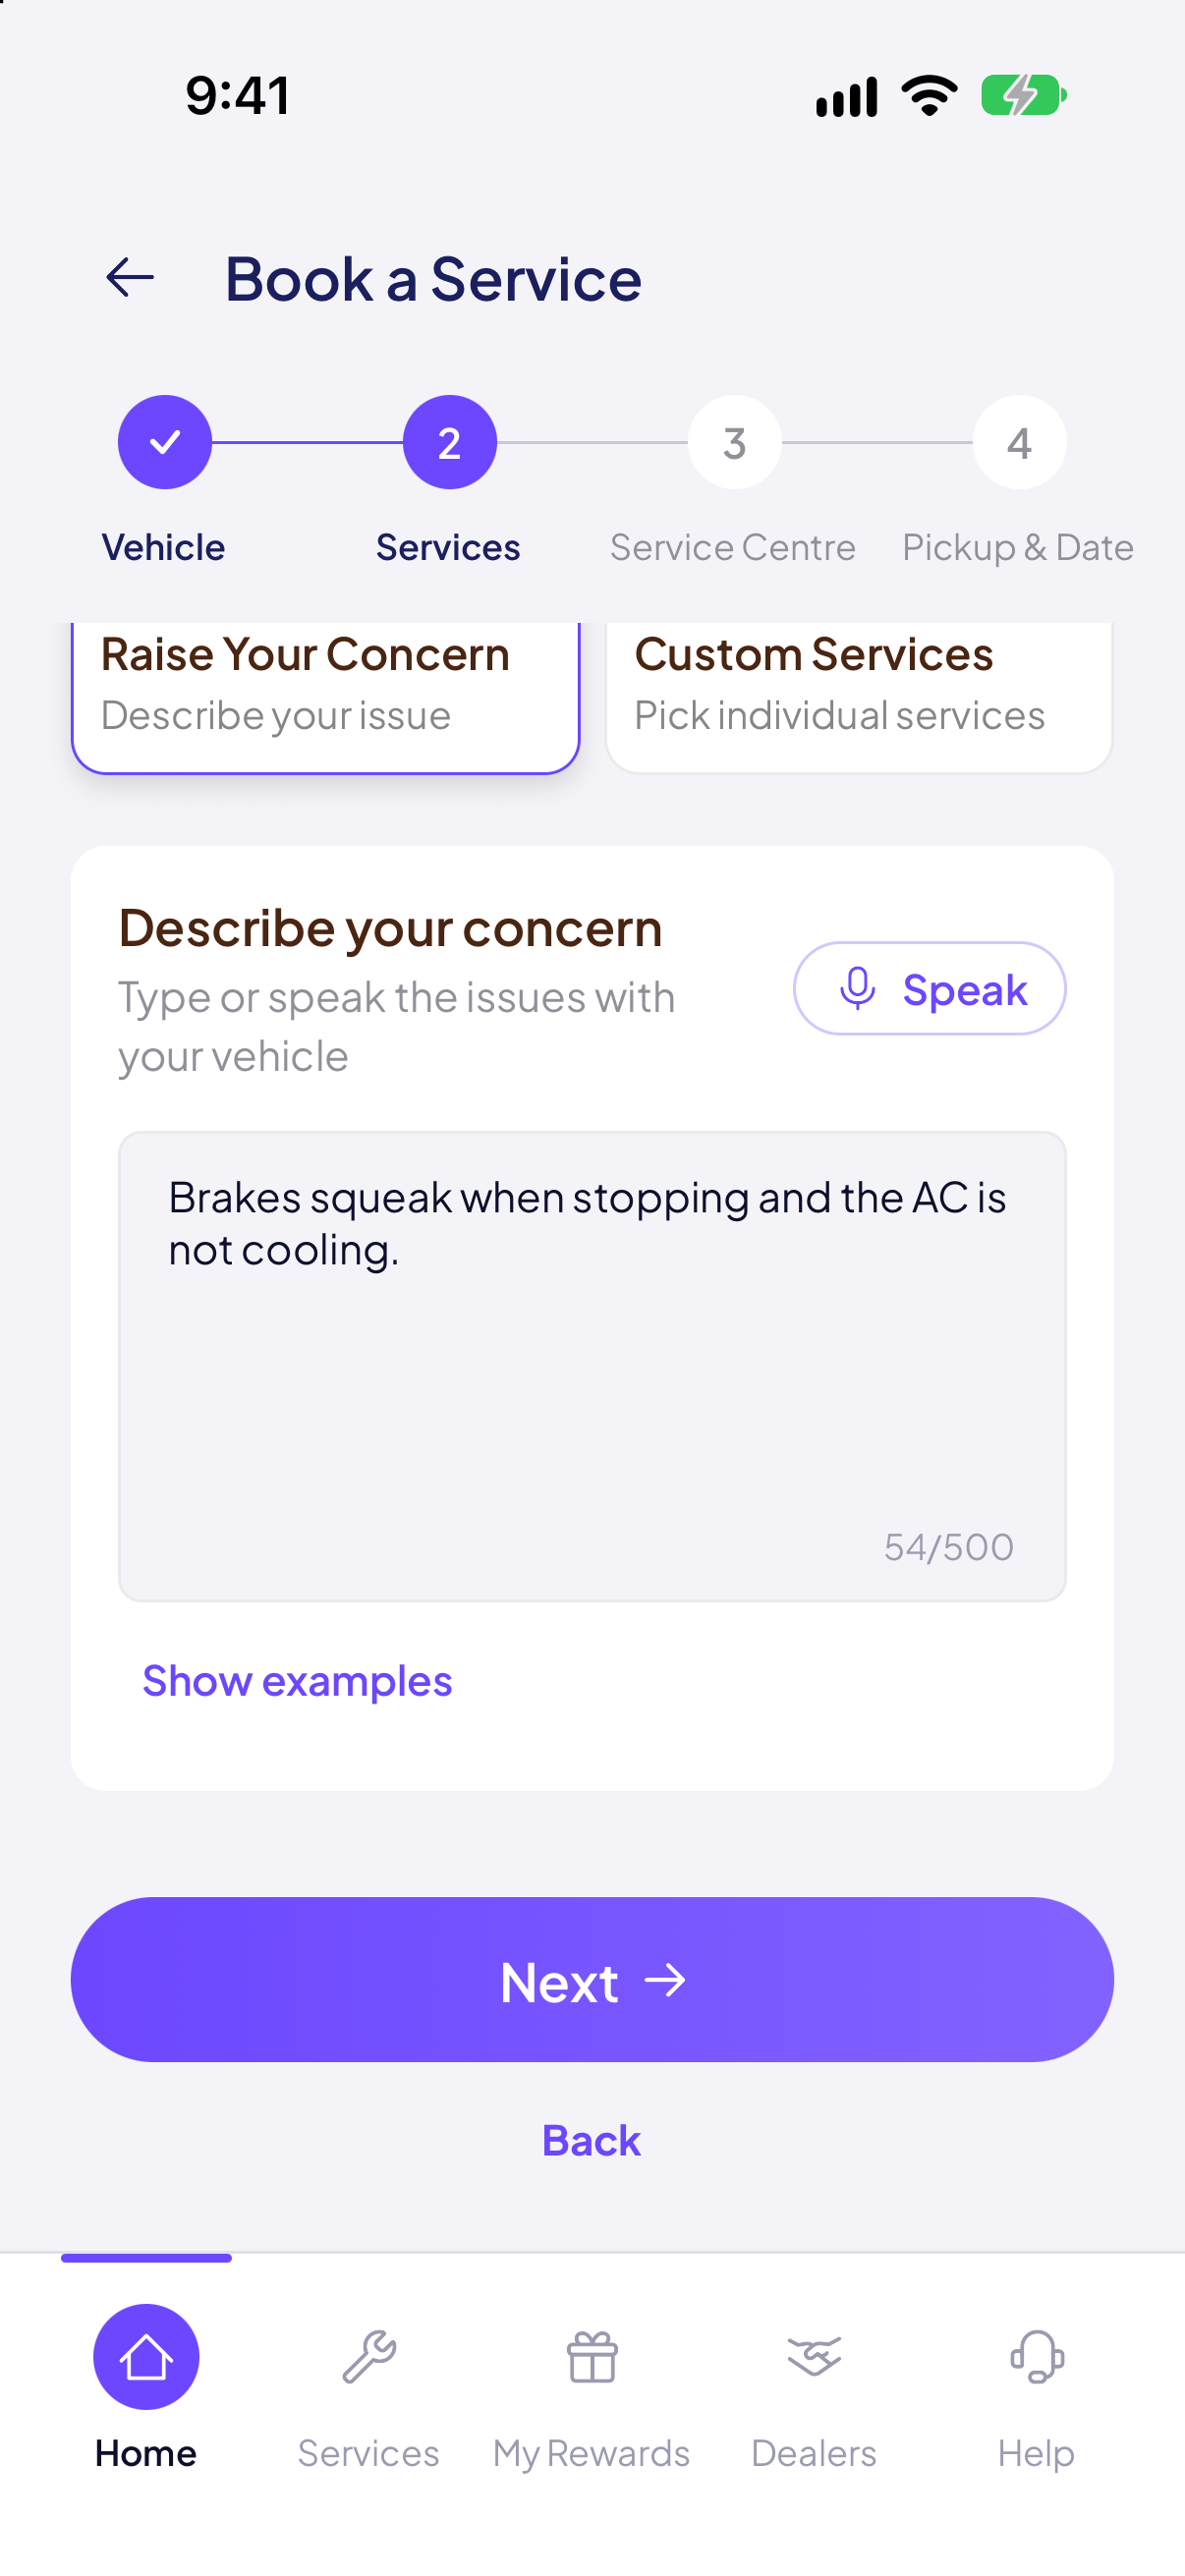 9:41
Book a Service
2
3
4
Vehicle
Services
Service Centre
Pickup & Date
Raise Your Concern
Describe your issue
Custom Services
Pick individual services
Describe your concern
Type or speak the issues with
your vehicle
Speak
Brakes squeak when stopping and the AC is
not cooling.
54/500
Show examples
Next
Back
Home
Services
My Rewards
Dealers
Help